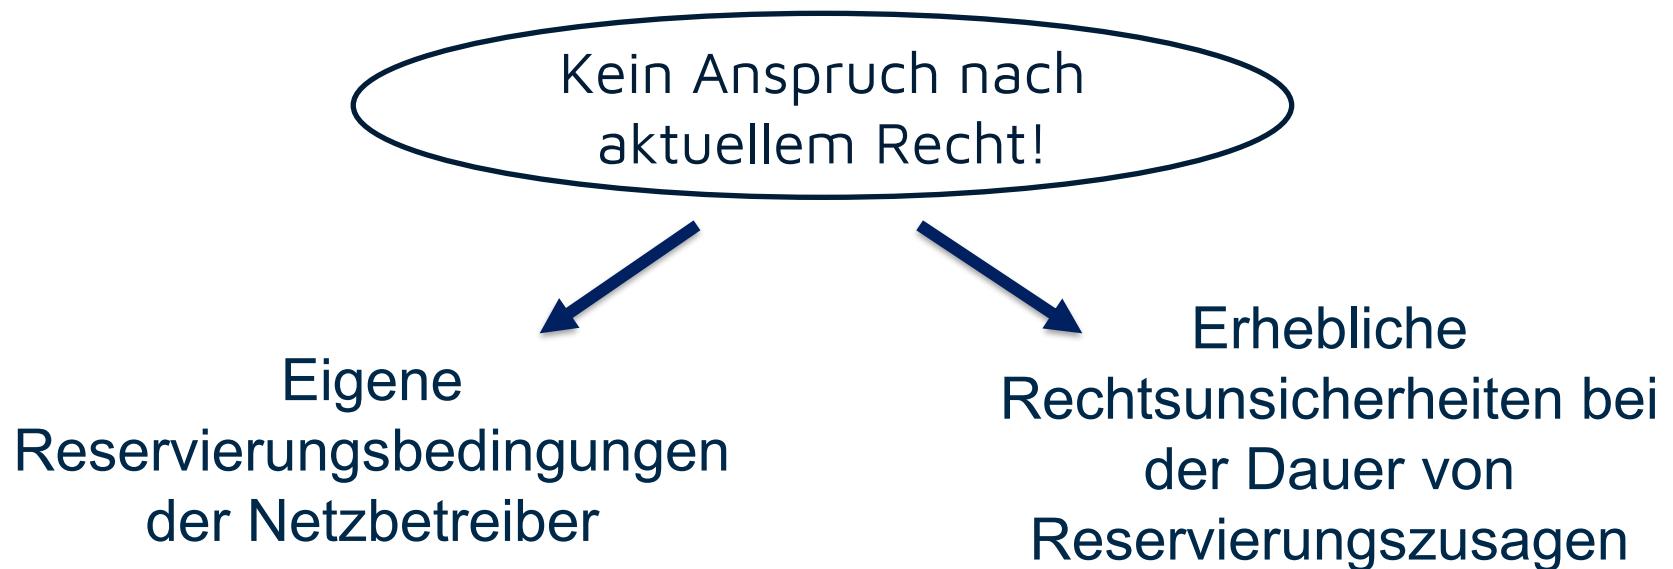 Kein Anspruch nach
aktuellem Recht!
Eigene
Reservierungsbedingungen
der Netzbetreiber
Erhebliche
Rechtsunsicherheiten bei
der Dauer von
Reservierungszusagen